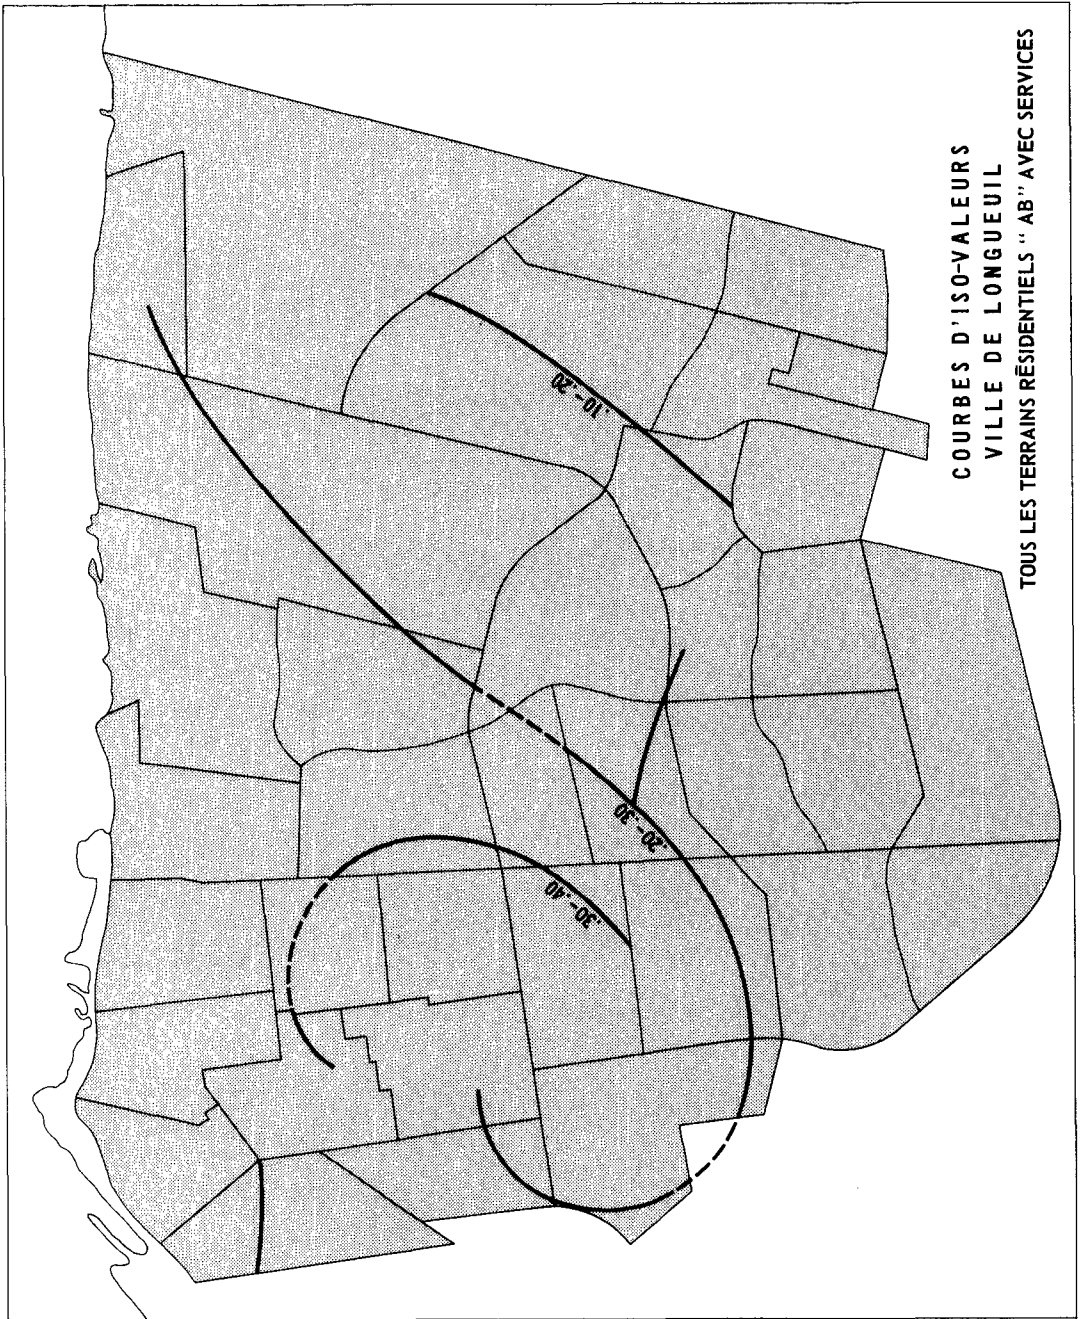 COURBES D'ISO-VALEURS
VILLE DE LONGUEUIL
TOUS LES TERRAINS RÉSIDENTIELS "AB" AVEC SERVICES
.10-.20
.20-.30
.30-.40